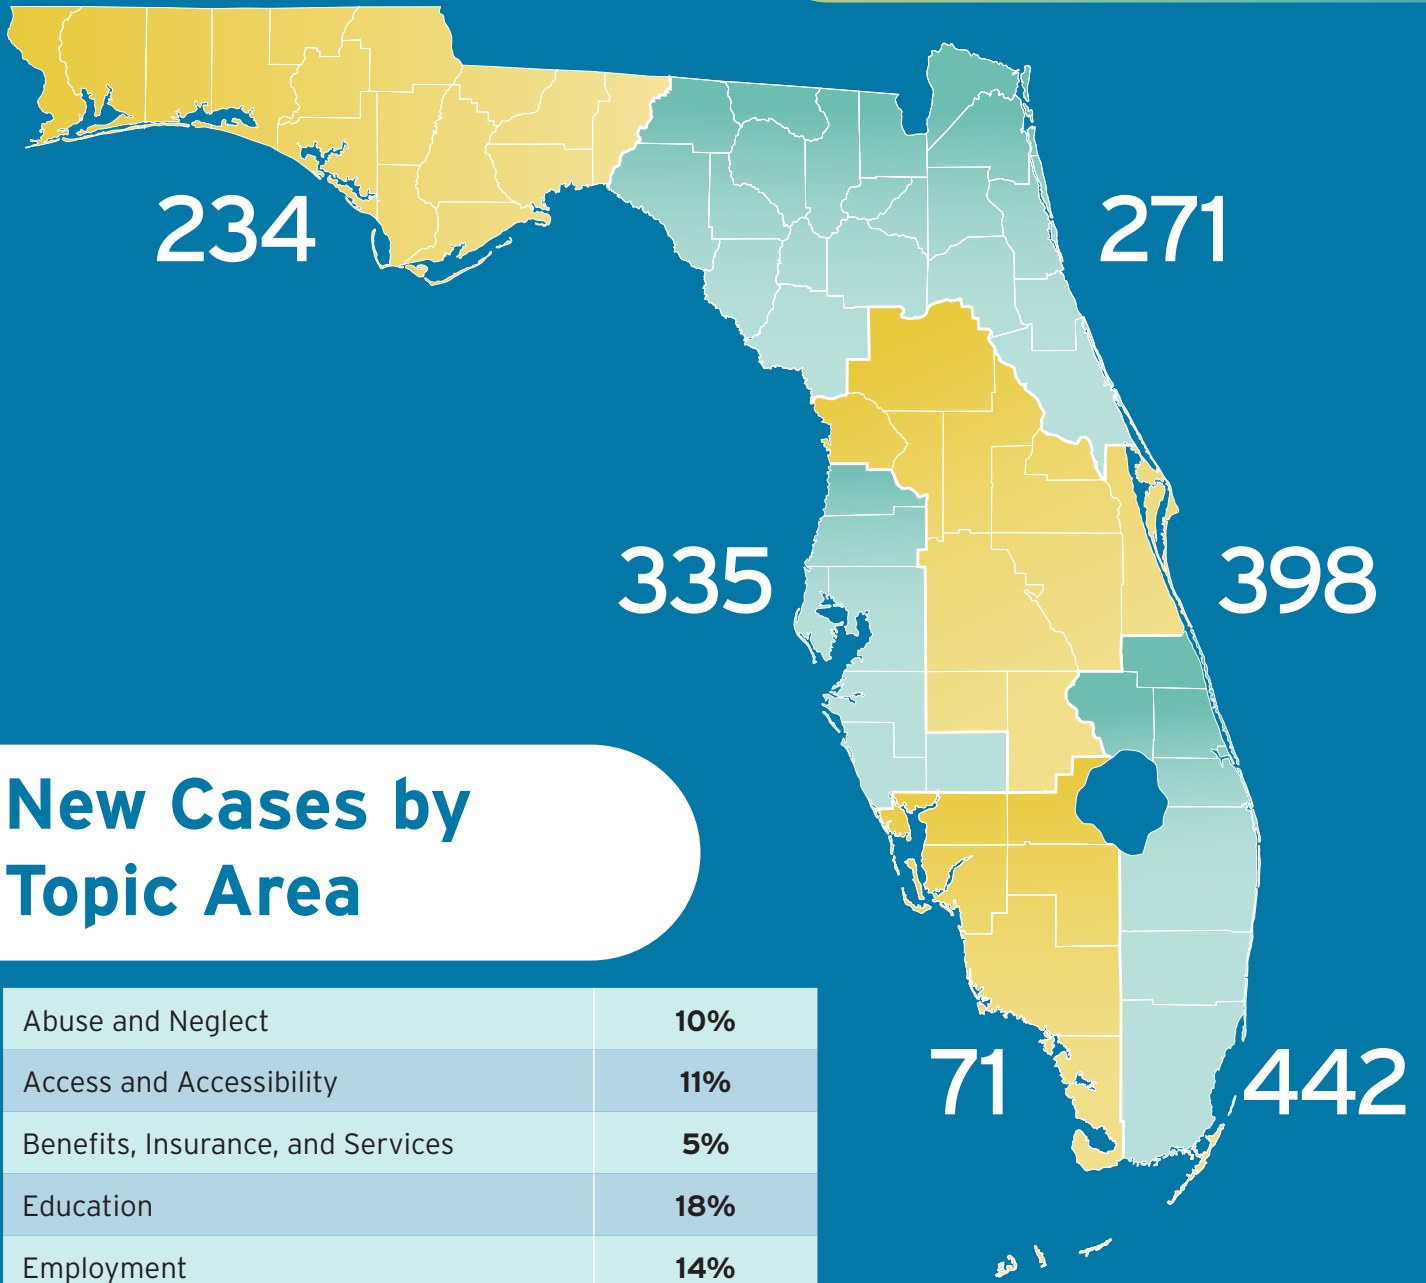 234
271
335
398
New Cases by
Topic Area
Abuse and Neglect 10%
Access and Accessibility 11%
Benefits, Insurance, and Services 5%
Education 18%
Employment 14%
71
442